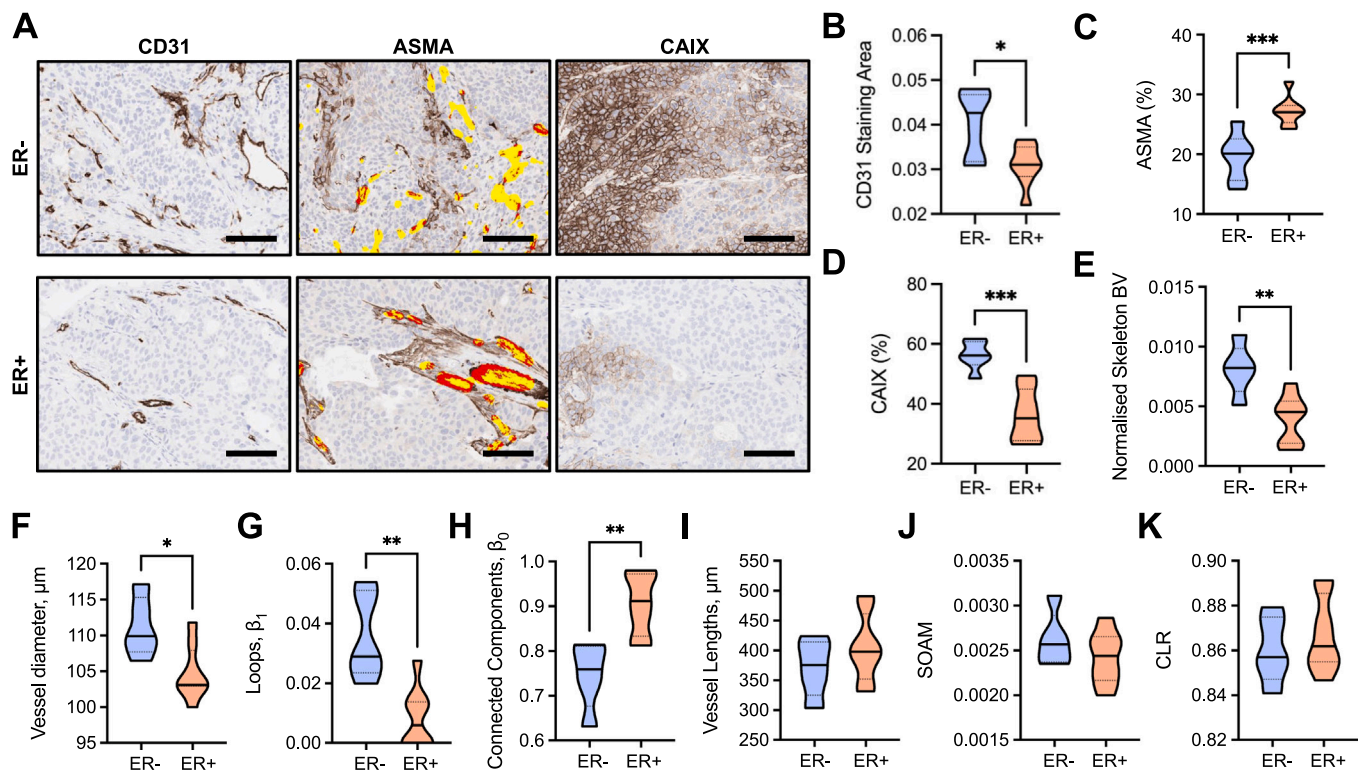 A
CD31
ASMA
CAIX
ER-
ER+
B
*
CD31 Staining Area
0.06
0.05
0.04
0.03
0.02
ER-
ER+
C
***
ASMA (%)
40
30
20
10
ER-
ER+
D
***
CAIX (%)
80
60
40
20
ER-
ER+
E
**
Normalised Skeleton BV
0.015
0.010
0.005
0.000
ER-
ER+
F
*
Vessel diameter, μm
120
115
110
105
100
95
ER-
ER+
G
**
Loops, β₁
0.06
0.04
0.02
0.00
ER-
ER+
H
**
Connected Components, β₀
1.0
0.9
0.8
0.7
0.6
ER-
ER+
I
Vessel Lengths, μm
550
500
450
400
350
300
250
ER-
ER+
J
SOAM
0.0035
0.0030
0.0025
0.0020
0.0015
ER-
ER+
K
CLR
0.90
0.88
0.86
0.84
0.82
ER-
ER+